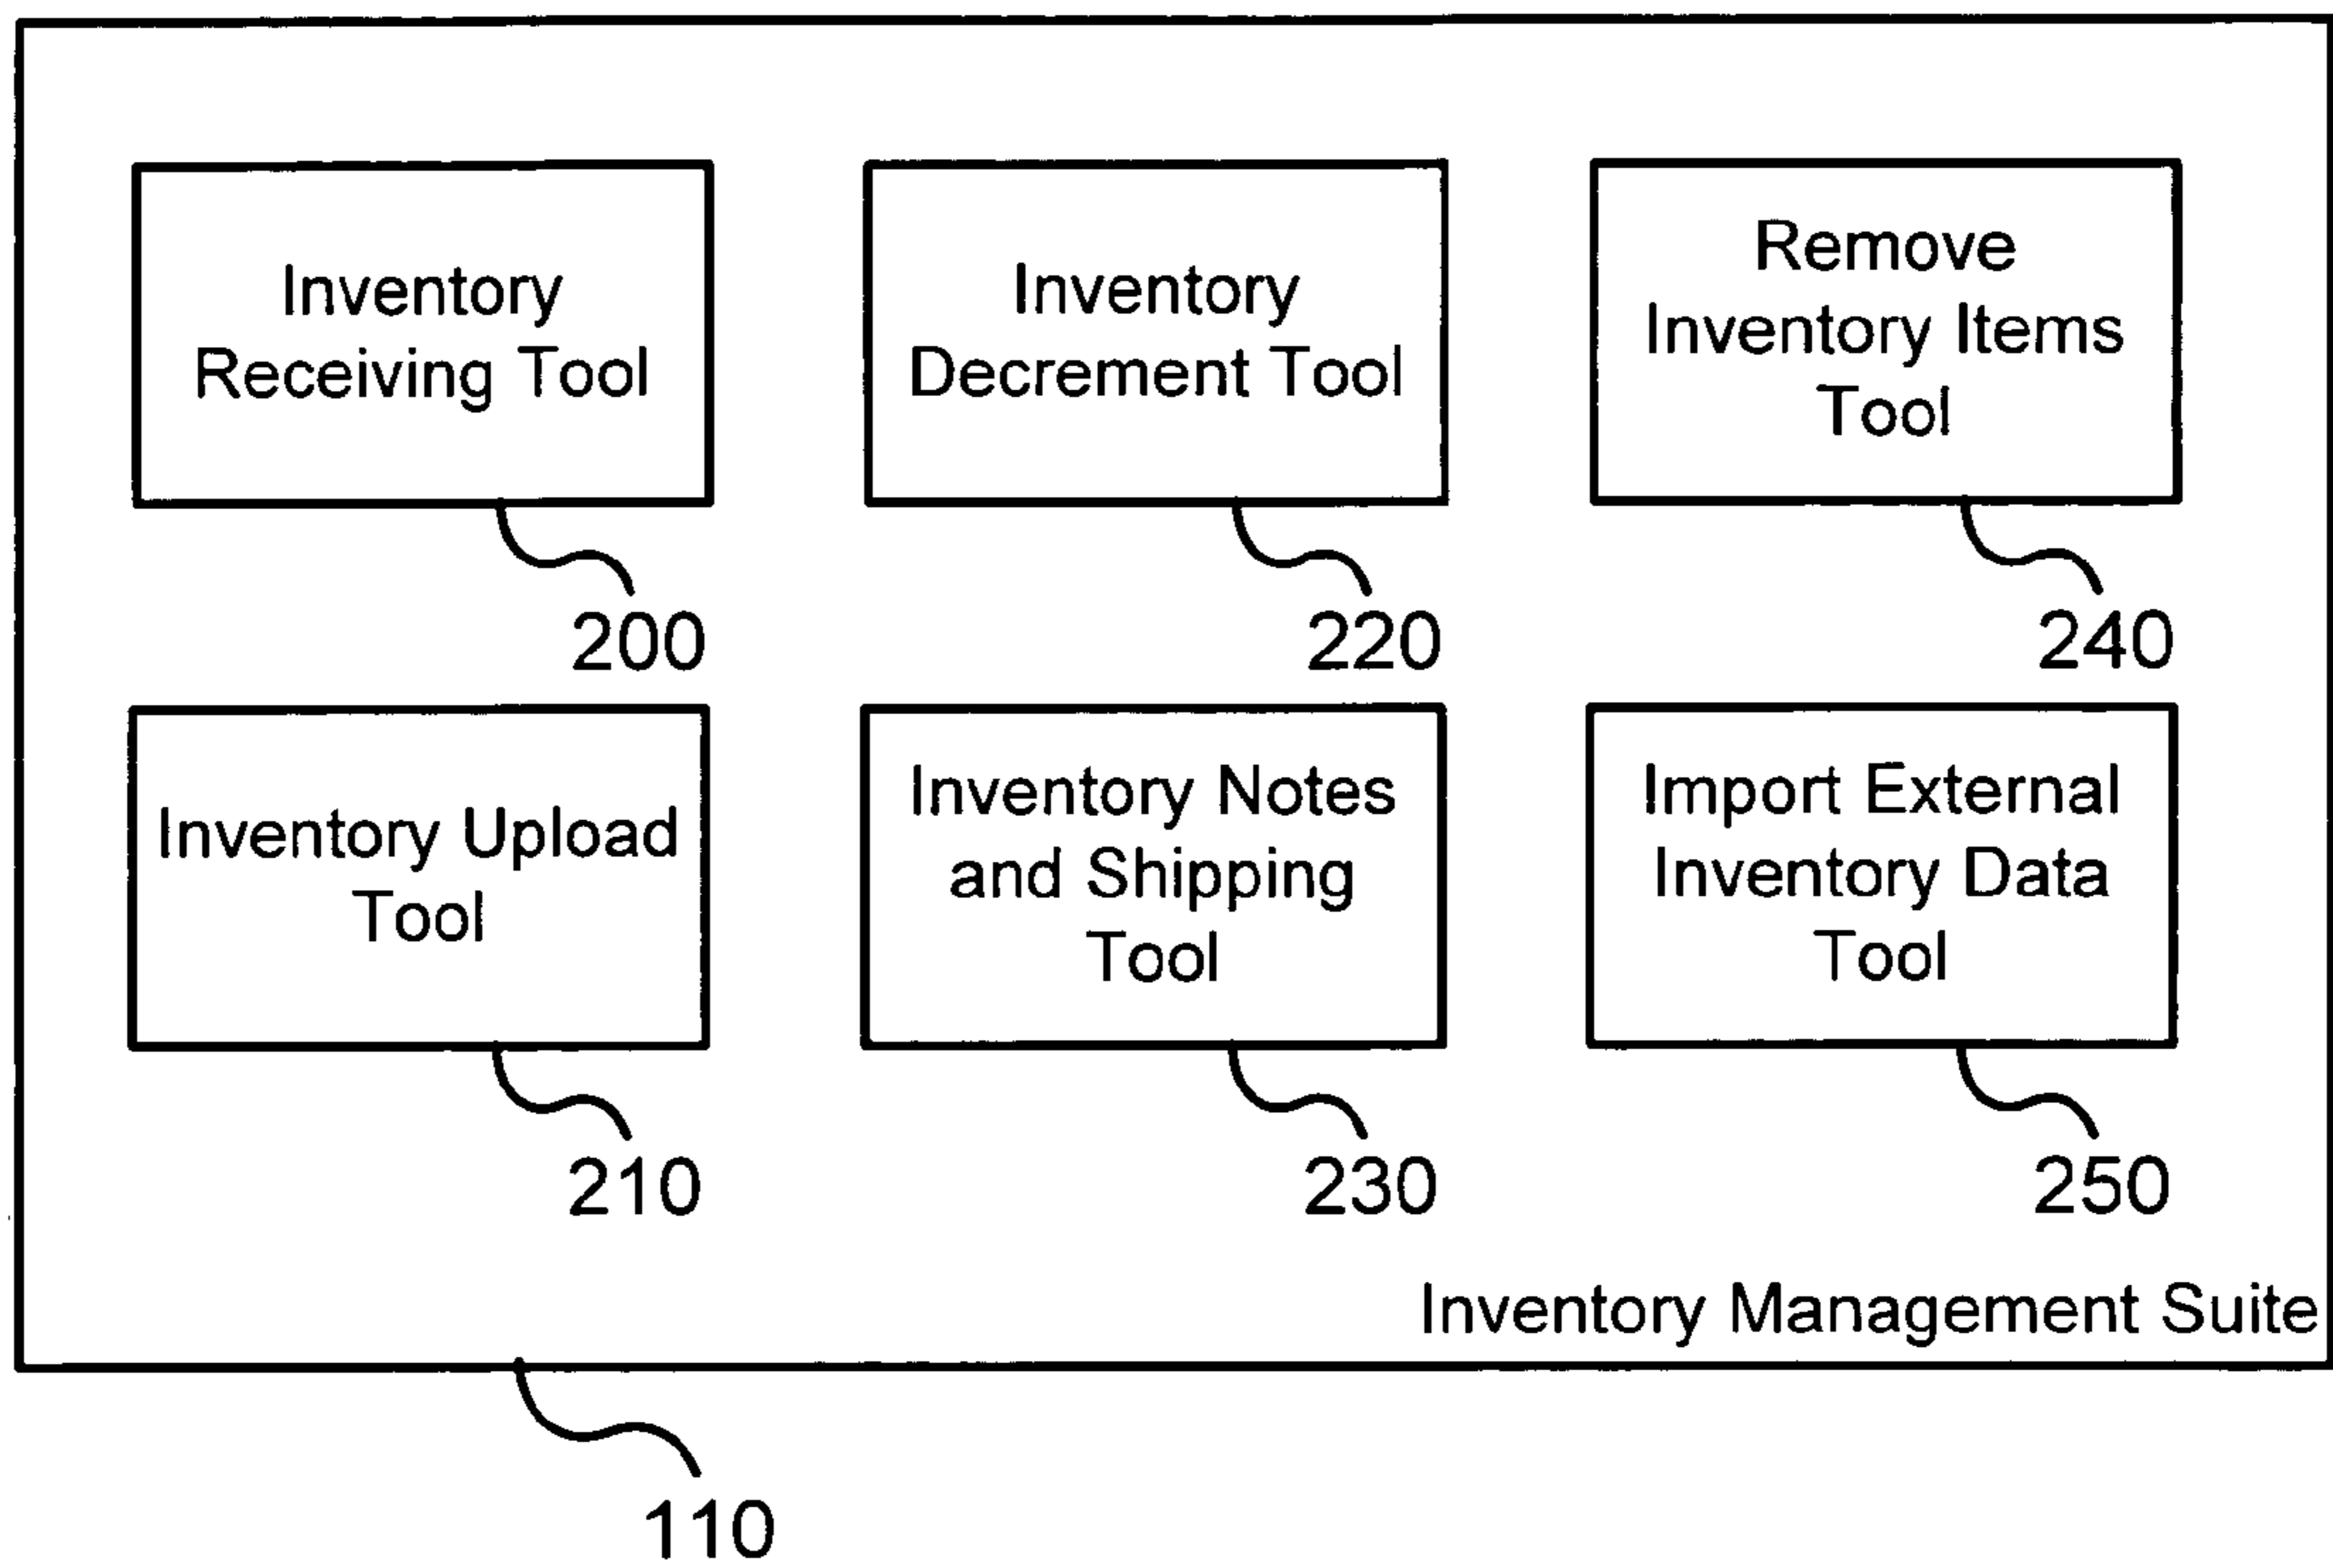 Inventory
Receiving Tool
200
Inventory
Decrement Tool
220
Remove
Inventory Items
Tool
240
Inventory Upload
Tool
210
Inventory Notes
and Shipping
Tool
230
Import External
Inventory Data
Tool
250
Inventory Management Suite
110